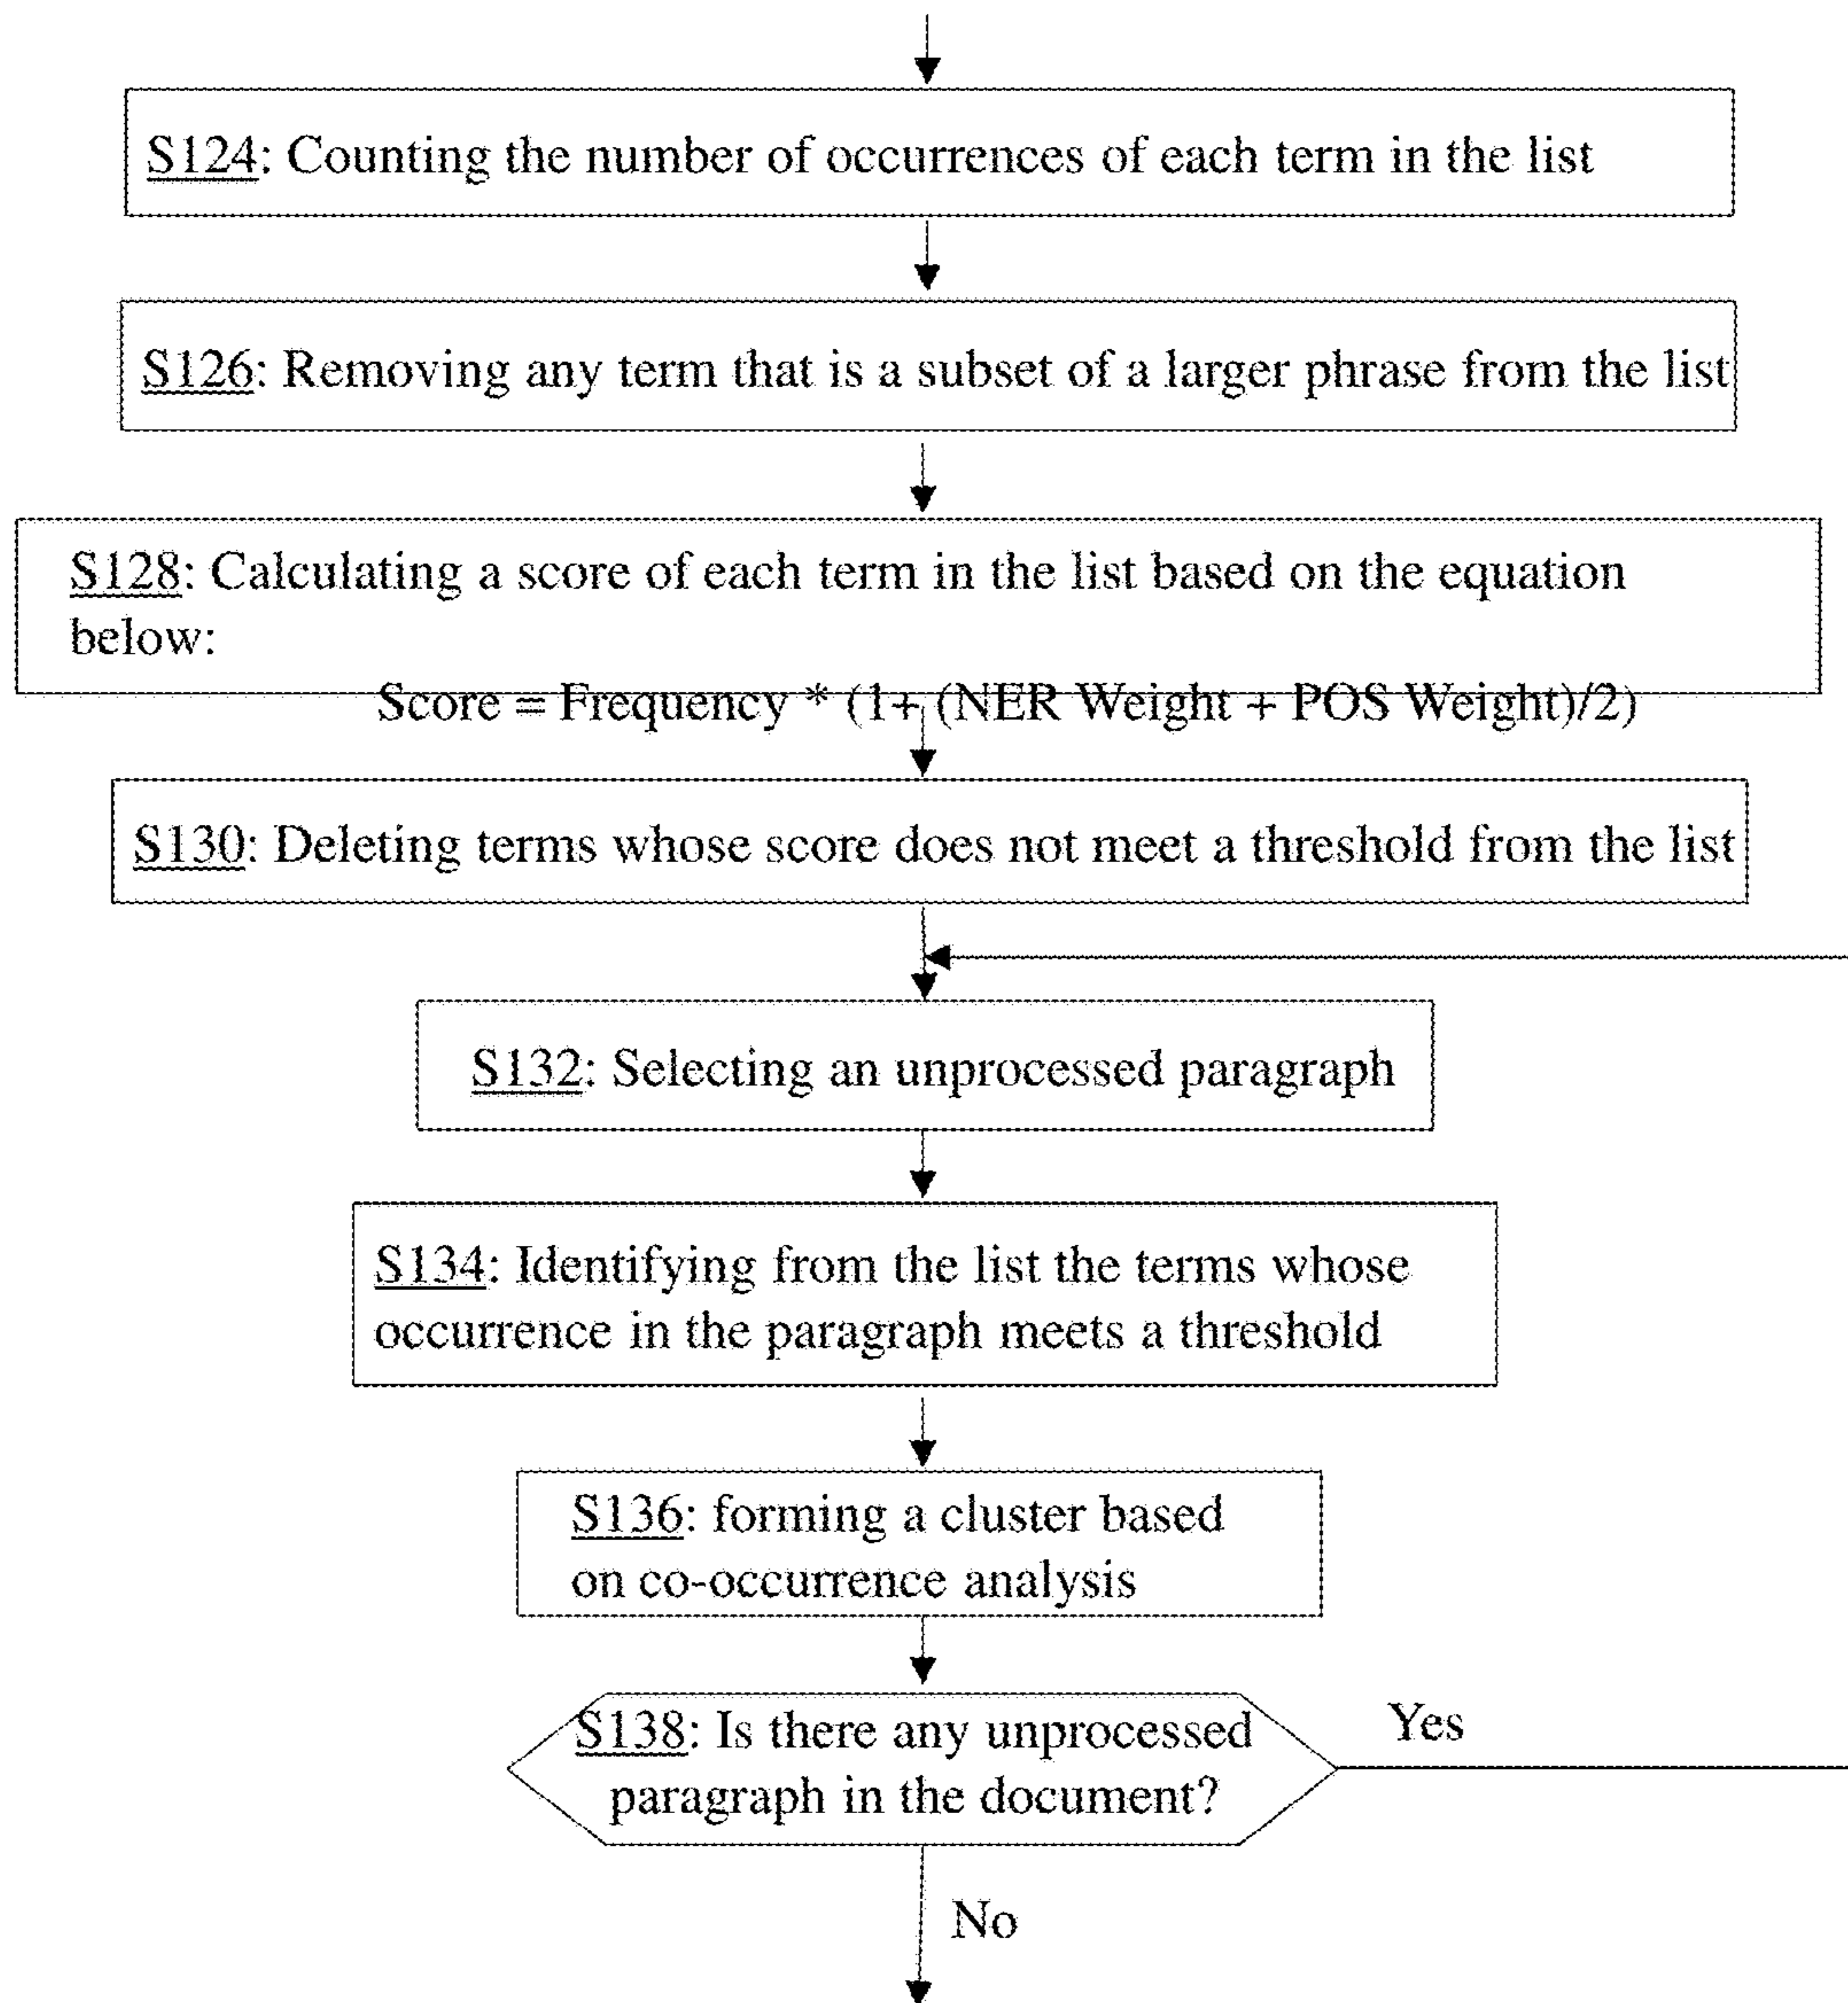 S124: Counting the number of occurrences of each term in the list
S126: Removing any term that is a subset of a larger phrase from the list
S128: Calculating a score of each term in the list based on the equation
below:
Score = Frequency * (1+ (NER Weight + POS Weight)/2)
S130: Deleting terms whose score does not meet a threshold from the list
S132: Selecting an unprocessed paragraph
S134: Identifying from the list the terms whose
occurrence in the paragraph meets a threshold
S136: forming a cluster based
on co-occurrence analysis
S138: Is there any unprocessed
paragraph in the document?
Yes
No